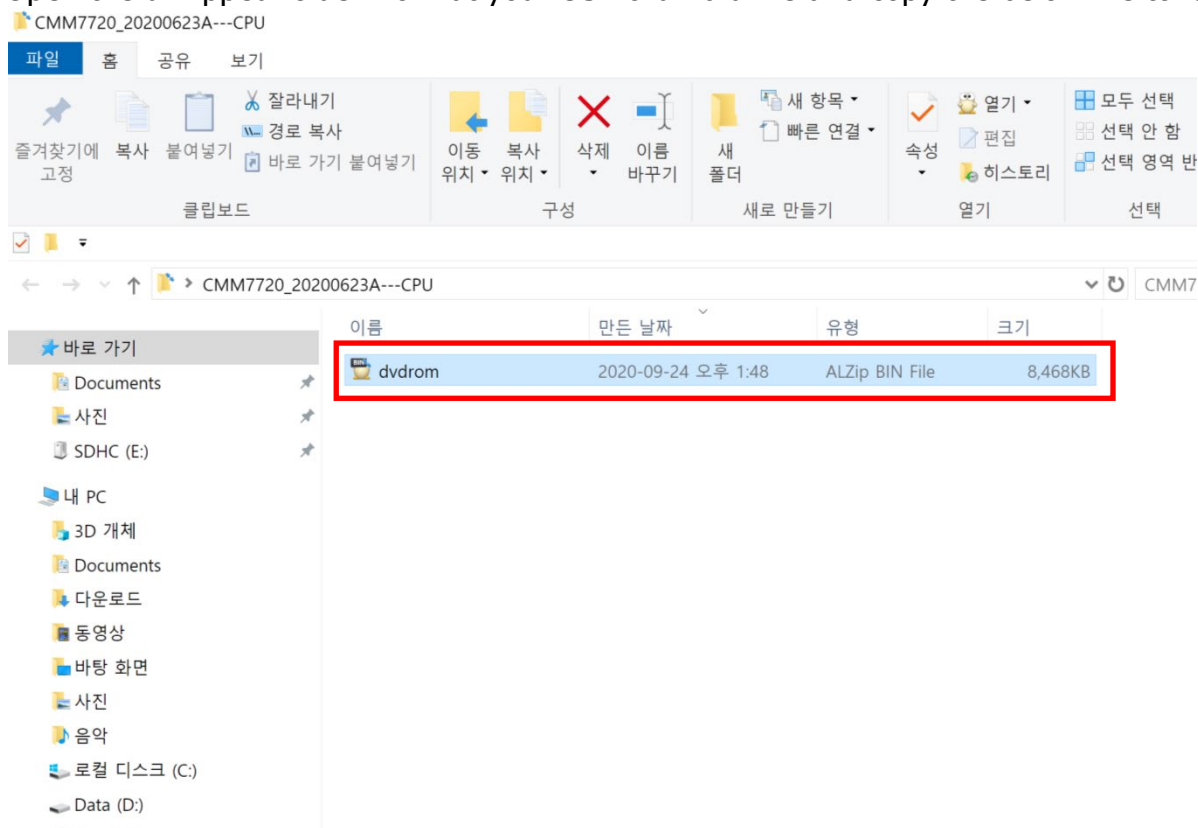 CMM7720_20200623A---CPU
파일 홈 공유 보기
즐겨찾기에 고정
복사
붙여넣기
잘라내기
경로 복사
바로 가기 붙여넣기
클립보드
이동 위치
복사 위치
삭제
이름 바꾸기
구성
새 폴더
새 항목
빠른 연결
새로 만들기
속성
열기
편집
히스토리
열기
모두 선택
선택 안 함
선택 영역 반
선택
CMM7720_20200623A---CPU
CMM7
이름 만든 날짜 유형 크기
BIN dvdrom 2020-09-24 오후 1:48 ALZip BIN File 8,468KB
바로 가기
Documents
사진
SDHC (E:)
내 PC
3D 개체
Documents
다운로드
동영상
바탕 화면
사진
음악
로컬 디스크 (C:)
Data (D:)